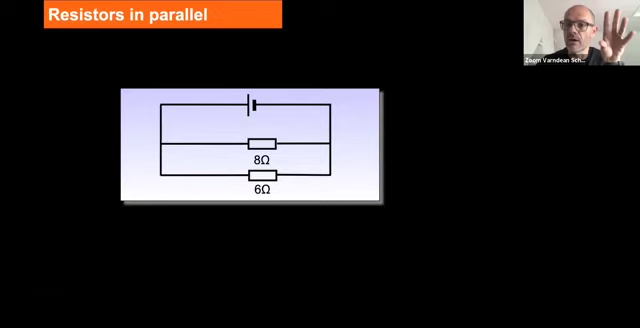 Resistors in parallel
Zoom Varndean Sch...
8Ω
6Ω